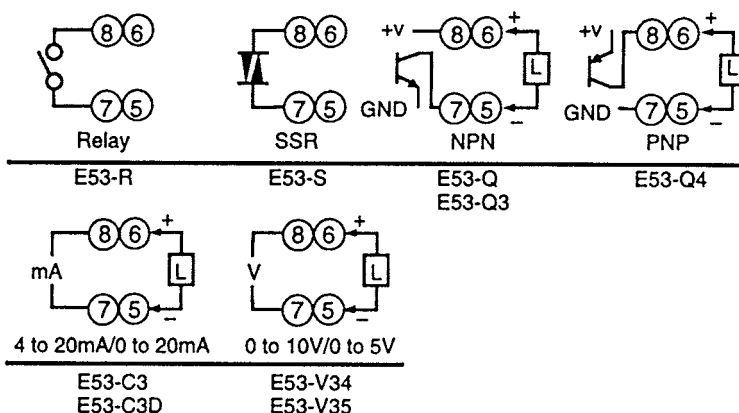 8 6
7 5
Relay
E53-R
8 6
7 5
SSR
E53-S
+v 8 6 +
L
GND 7 5 −
NPN
E53-Q
E53-Q3
+v 8 6 +
L
GND 7 5 −
PNP
E53-Q4
8 6 +
mA L
7 5 −
4 to 20mA/0 to 20mA
E53-C3
E53-C3D
8 6 +
V L
7 5 −
0 to 10V/0 to 5V
E53-V34
E53-V35